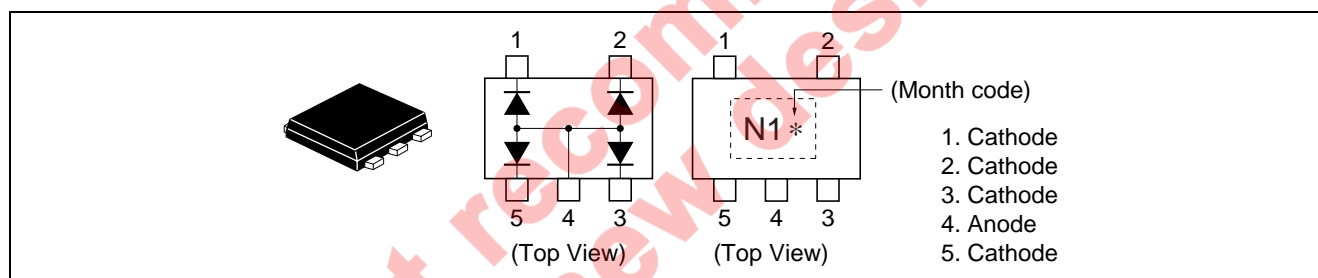 1 2
5 4 3
(Top View)
1 2
N1 *
5 4 3
(Top View)
(Month code)
1. Cathode
2. Cathode
3. Cathode
4. Anode
5. Cathode